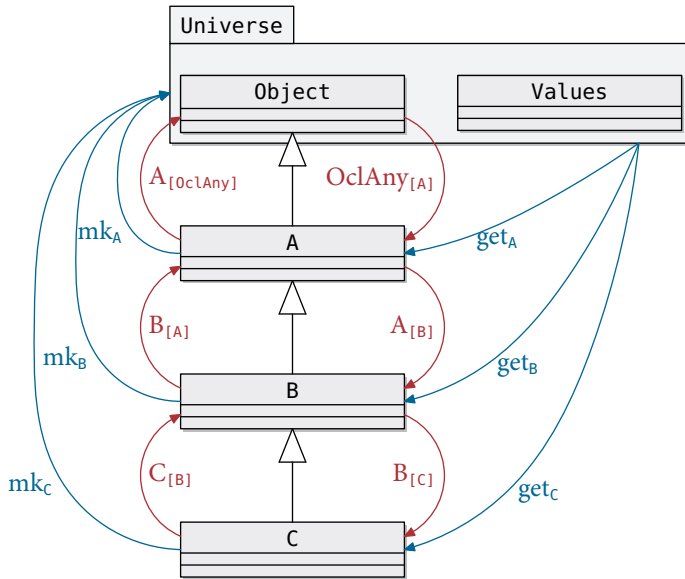 Universe
Object
Values
A[OclAny]
OclAny[A]
mkA
A
getA
B[A]
A[B]
mkB
getB
B
C[B]
B[C]
mkC
getC
C